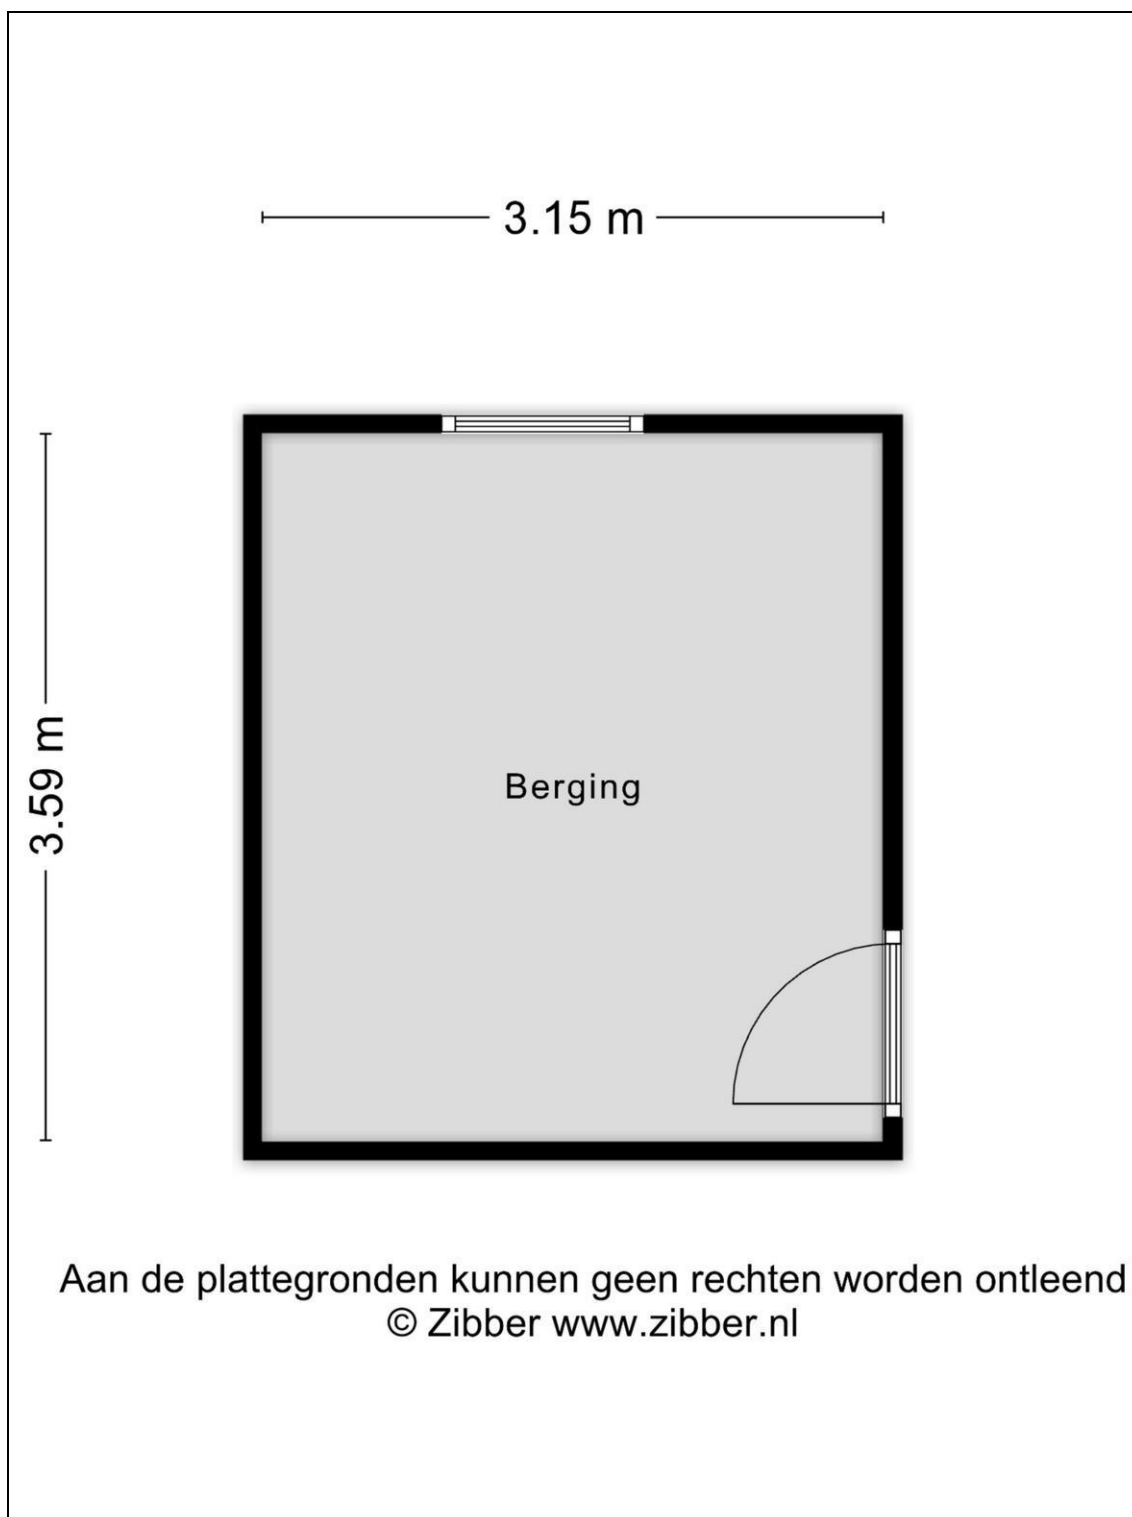 3.15 m
3.59 m
Berging
Aan de plattegronden kunnen geen rechten worden ontleend
© Zibber www.zibber.nl